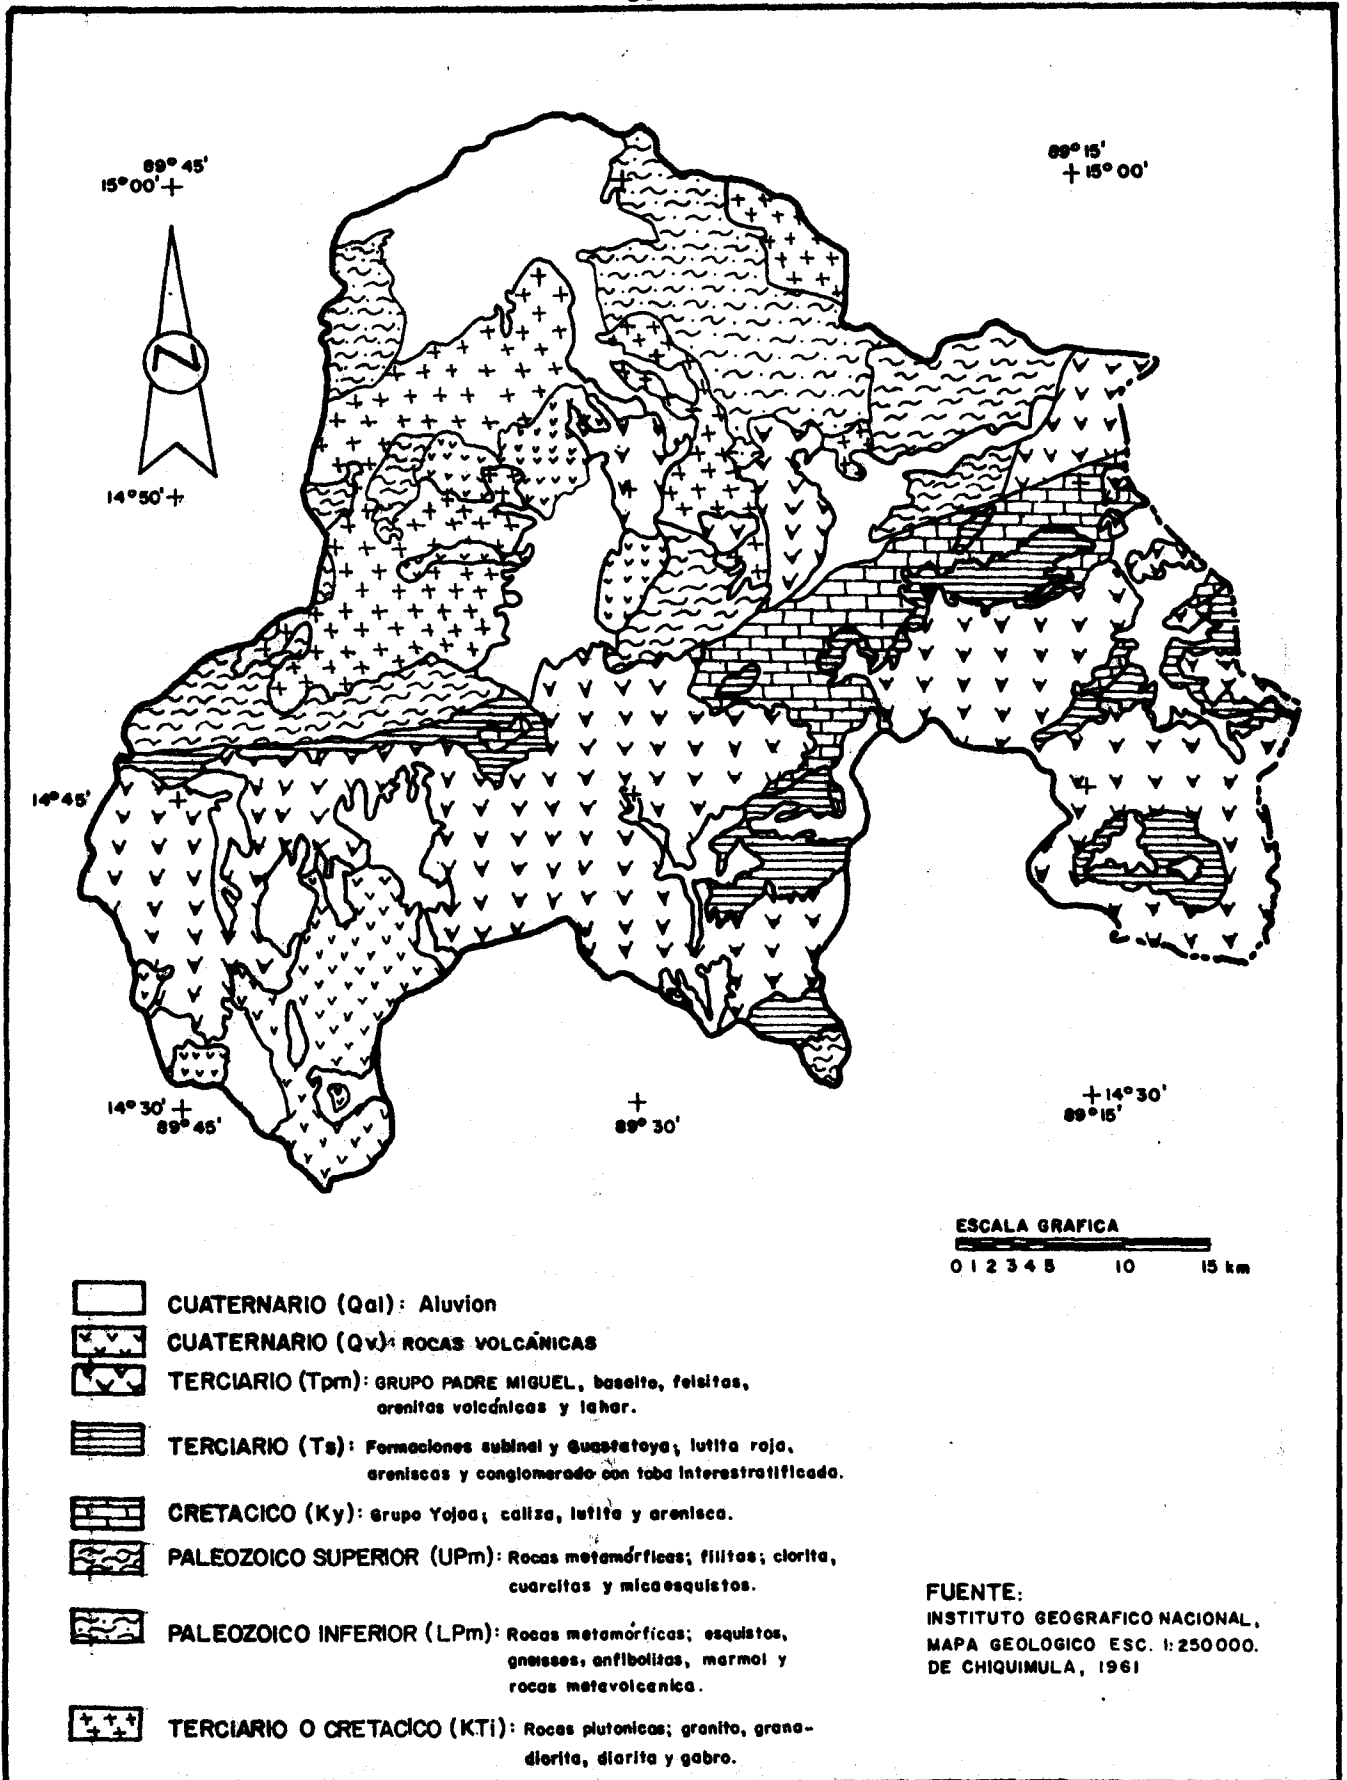 89° 45'
15° 00'
89° 15'
15° 00'
N
14° 50'
14° 45'
14° 30'
89° 45'
89° 30'
14° 30'
89° 15'
ESCALA GRAFICA
0 1 2 3 4 5 10 15 km
CUATERNARIO (Qal): Aluvion
CUATERNARIO (Qv): ROCAS VOLCÁNICAS
TERCIARIO (Tpm): GRUPO PADRE MIGUEL, basalto, felsitas,
arenitas volcánicas y lahar.
TERCIARIO (Ts): Formaciones subinal y Guastatoya; lutita roja,
areniscas y conglomerado con toba interestratificada.
CRETACICO (Ky): Grupo Yojoa; caliza, lutita y arenisca.
PALEOZOICO SUPERIOR (UPm): Rocas metamórficas; filitas; clorita,
cuarcitas y micaesquistos.
PALEOZOICO INFERIOR (LPm): Rocas metamórficas; esquistos,
gneisses, anfibolitas, marmol y
rocas metavolcanica.
TERCIARIO O CRETACICO (KTi): Rocas plutonicas; granito, grano-
diorita, diarita y gabro.
FUENTE:
INSTITUTO GEOGRAFICO NACIONAL,
MAPA GEOLOGICO ESC. 1:250000.
DE CHIQUIMULA, 1961